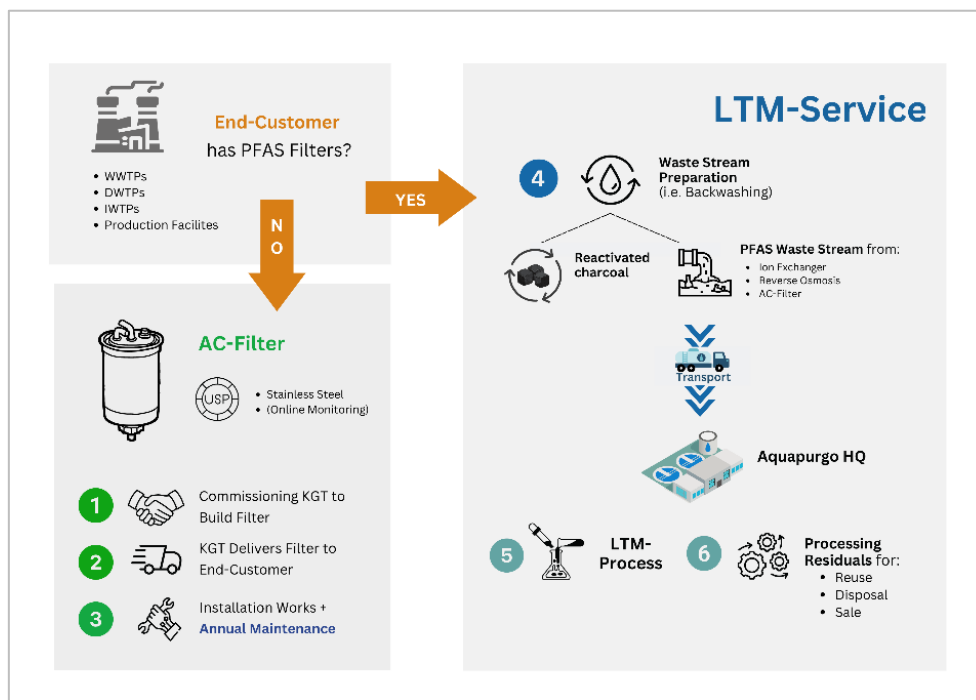 End-Customer
has PFAS Filters?
• WWTPs
• DWTPs
• IWTPs
• Production Facilites
NO
YES
AC-Filter
USP
• Stainless Steel
• (Online Monitoring)
1
Commissioning KGT to
Build Filter
2
KGT Delivers Filter to
End-Customer
3
Installation Works +
Annual Maintenance
LTM-Service
4
Waste Stream
Preparation
(i.e. Backwashing)
Reactivated
charcoal
PFAS Waste Stream from:
• Ion Exchanger
• Reverse Osmosis
• AC-Filter
Transport
Aquapurgo HQ
5
LTM-
Process
6
Processing
Residuals for:
• Reuse
• Disposal
• Sale